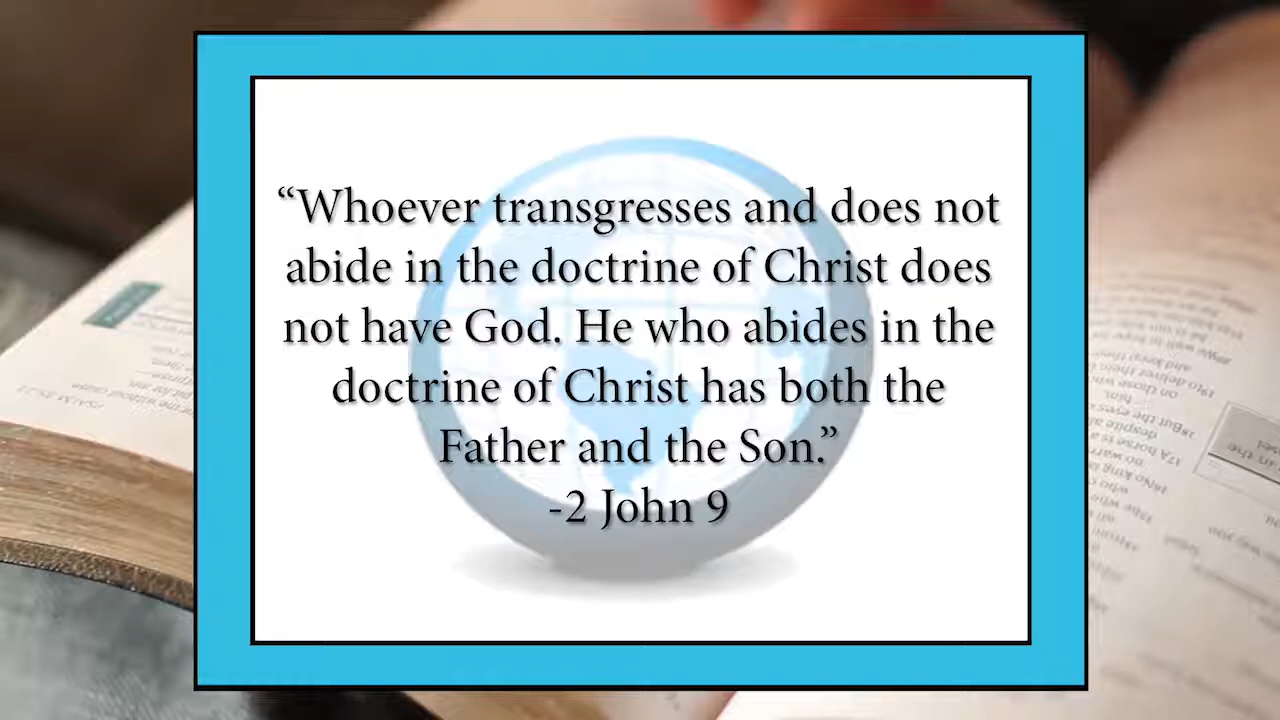 “Whoever transgresses and does not
abide in the doctrine of Christ does
not have God. He who abides in the
doctrine of Christ has both the
Father and the Son.”
-2 John 9